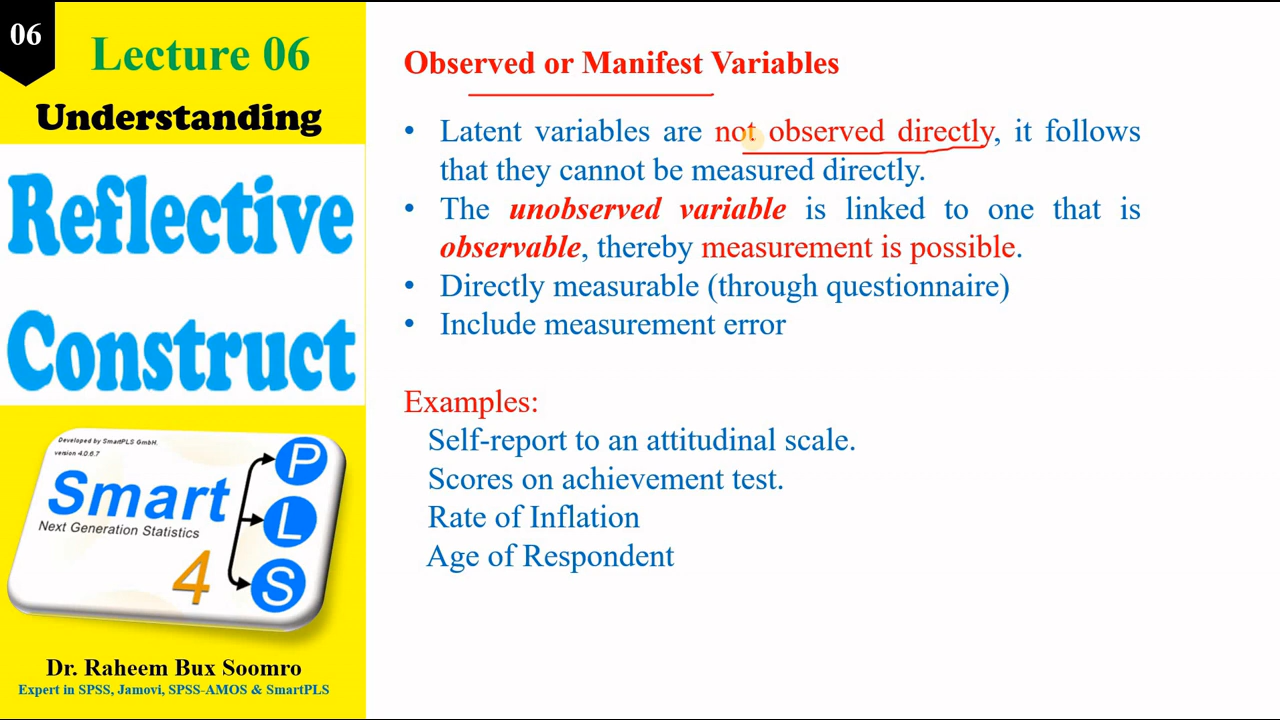 06
Lecture 06
Understanding
Reflective
Construct
Developed by SmartPLS GmbH.
version 4.0.6.7
Smart
Next Generation Statistics
4
P
L
S
Dr. Raheem Bux Soomro
Expert in SPSS, Jamovi, SPSS-AMOS & SmartPLS
Observed or Manifest Variables
• Latent variables are not observed directly, it follows
that they cannot be measured directly.
• The unobserved variable is linked to one that is
observable, thereby measurement is possible.
• Directly measurable (through questionnaire)
• Include measurement error
Examples:
Self-report to an attitudinal scale.
Scores on achievement test.
Rate of Inflation
Age of Respondent